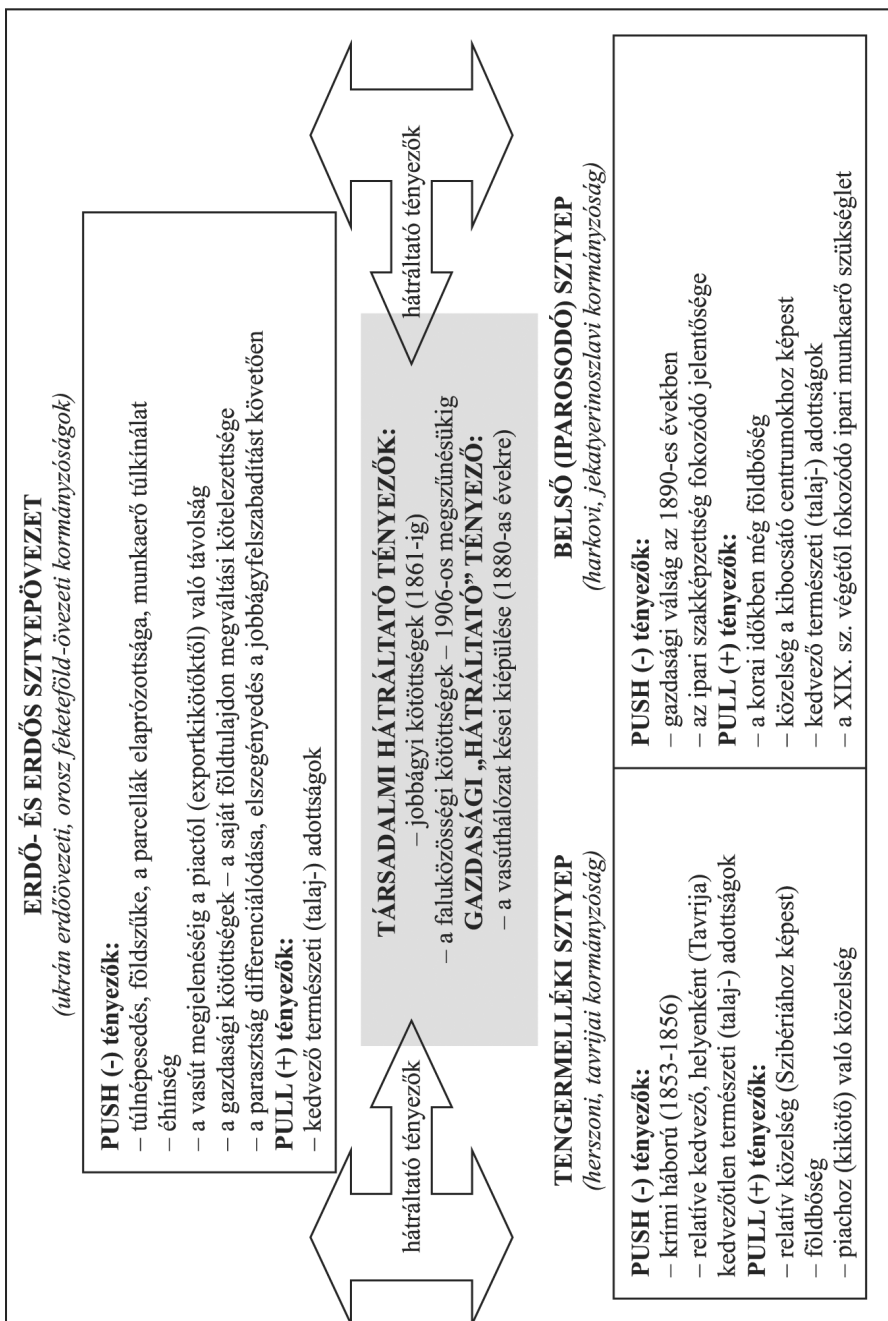 ERDŐ- ÉS ERDŐS SZTYEPÖVEZET
(ukrán erdőövezeti, orosz feketeföld-övezeti kormányzóságok)
PUSH (-) tényezők:
– túlnépesedés, földszűke, a parcellák elaprózottsága, munkaerő túlkínálat
– éhínség
– a vasút megjelenéséig a piactól (exportkikötőktől) való távolság
– a gazdasági kötöttségek – a saját földtulajdon megváltási kötelezettsége
– a parasztság differenciálódása, elszegényedés a jobbágyfelszabadítást követően
PULL (+) tényezők:
– kedvező természeti (talaj-) adottságok
hátráltató tényezők
TÁRSADALMI HÁTRÁLTATÓ TÉNYEZŐK:
– jobbágyi kötöttségek (1861-ig)
– a faluközösségi kötöttségek – 1906-os megszűnésükig
GAZDASÁGI „HÁTRÁLTATÓ” TÉNYEZŐ:
– a vasúthálózat kései kiépülése (1880-as évekre)
hátráltató tényezők
TENGERMELLÉKI SZTYEP
(herszoni, tavrijai kormányzóság)
PUSH (-) tényezők:
– krími háború (1853-1856)
– relatíve kedvező, helyenként (Tavrija)
kedvezőtlen természeti (talaj-) adottságok
PULL (+) tényezők:
– relatív közelség (Szibériához képest)
– földbőség
– piachoz (kikötő) való közelség
BELSŐ (IPAROSODÓ) SZTYEP
(harkovi, jekatyerinoszlavi kormányzóság)
PUSH (-) tényezők:
– gazdasági válság az 1890-es években
– az ipari szakképzettség fokozódó jelentősége
PULL (+) tényezők:
– a korai időkben még földbőség
– közelség a kibocsátó centrumokhoz képest
– kedvező természeti (talaj-) adottságok
– a XIX. sz. végétől fokozódó ipari munkaerő szükséglet